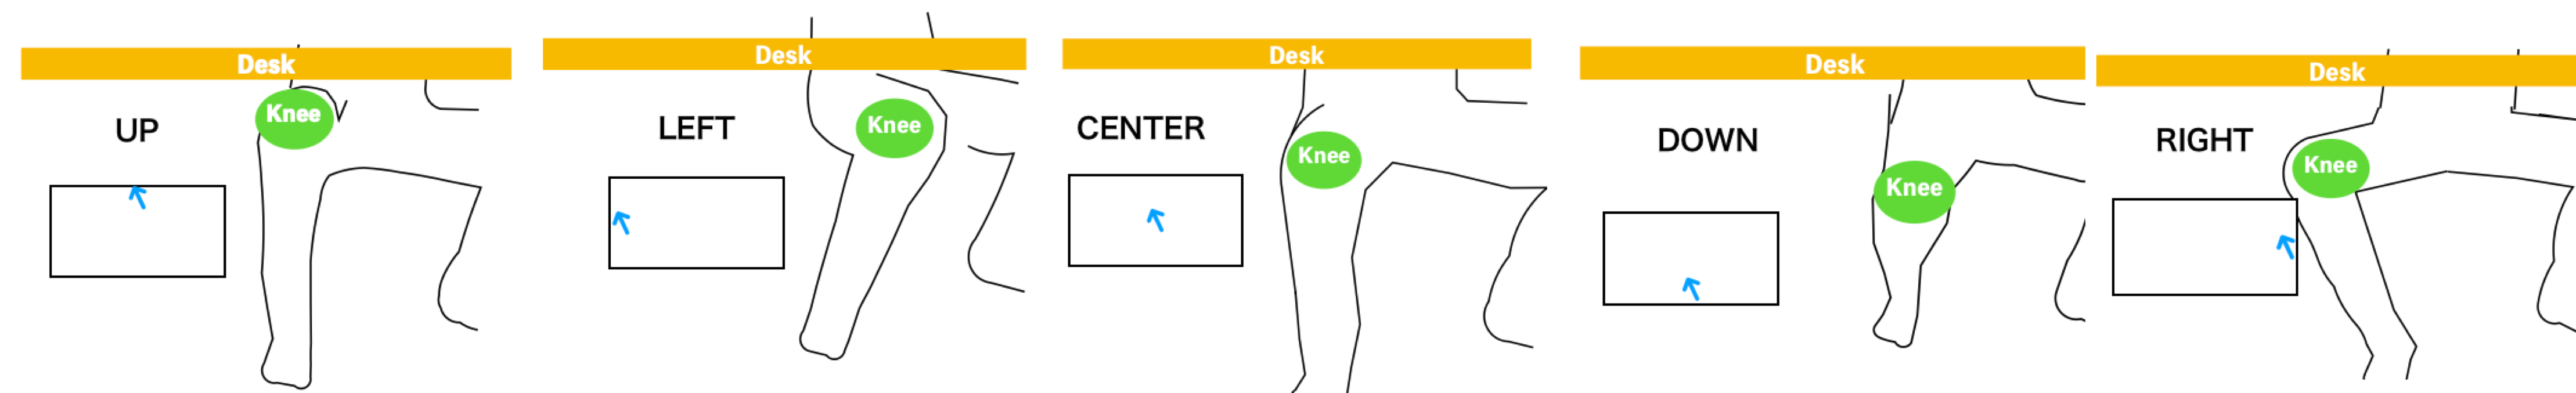 Desk
Knee
UP
Desk
Knee
LEFT
Desk
Knee
CENTER
Desk
Knee
DOWN
Desk
Knee
RIGHT